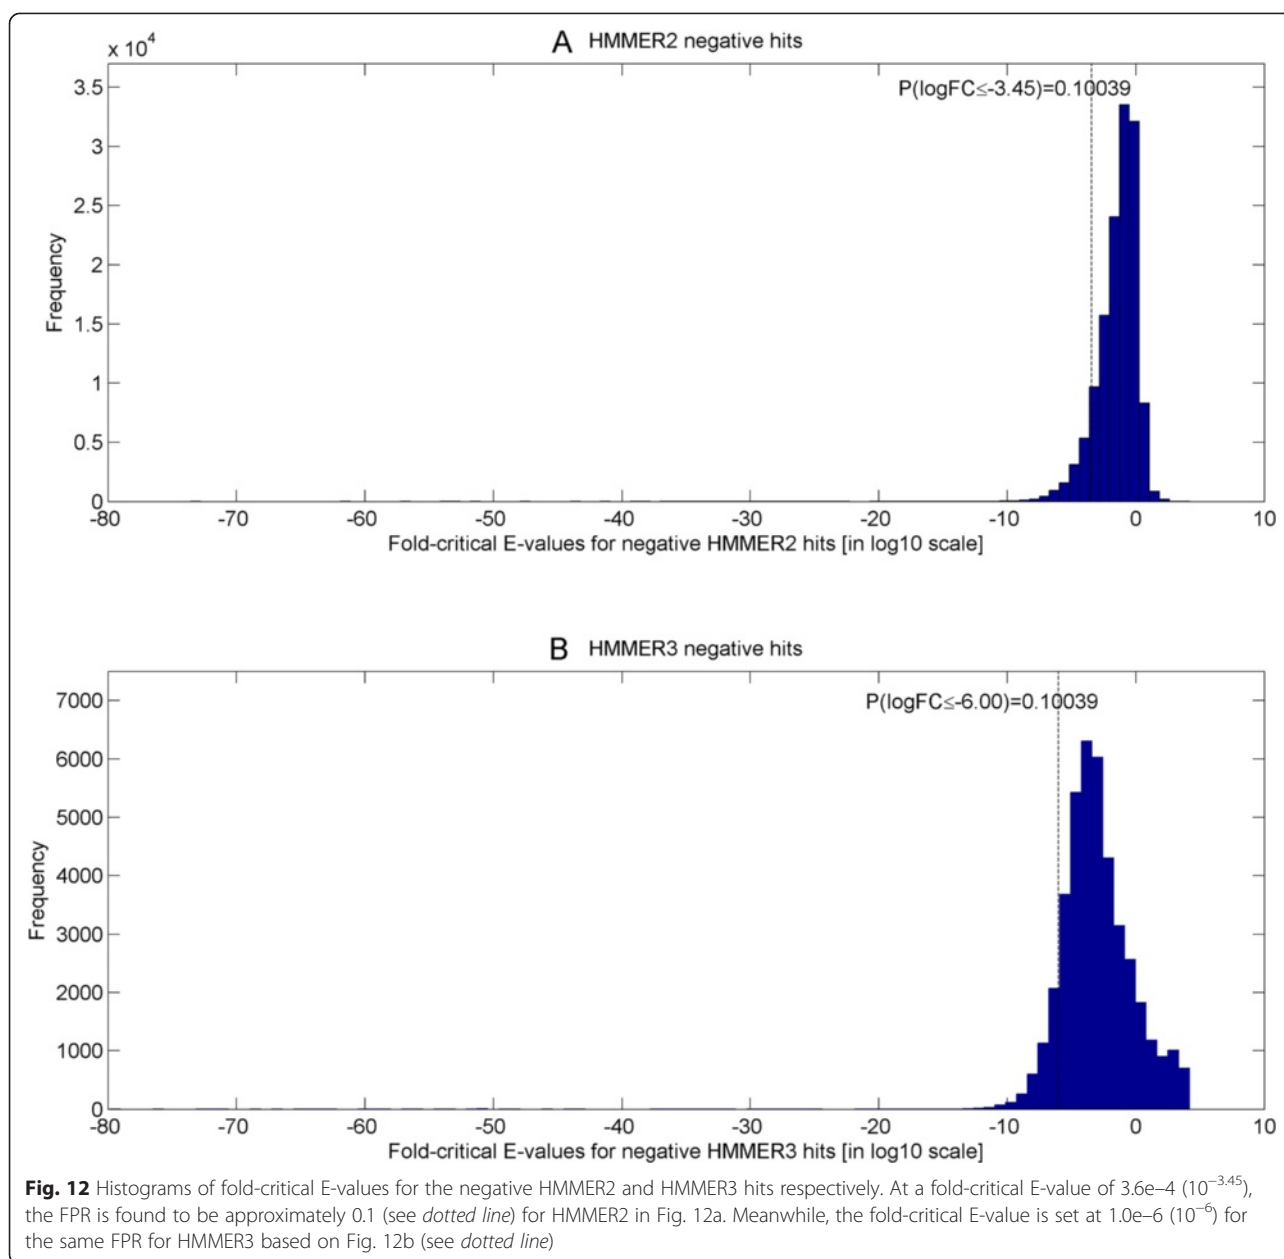 A HMMER2 negative hits
x 10⁴
P(logFC≤-3.45)=0.10039
3.5
3
2.5
2
1.5
1
0.5
0
Frequency
-80 -70 -60 -50 -40 -30 -20 -10 0 10
Fold-critical E-values for negative HMMER2 hits [in log10 scale]
B HMMER3 negative hits
P(logFC≤-6.00)=0.10039
7000
6000
5000
4000
3000
2000
1000
0
Frequency
-80 -70 -60 -50 -40 -30 -20 -10 0 10
Fold-critical E-values for negative HMMER3 hits [in log10 scale]
Fig. 12 Histograms of fold-critical E-values for the negative HMMER2 and HMMER3 hits respectively. At a fold-critical E-value of 3.6e–4 (10⁻³·⁴⁵),
the FPR is found to be approximately 0.1 (see dotted line) for HMMER2 in Fig. 12a. Meanwhile, the fold-critical E-value is set at 1.0e–6 (10⁻⁶) for
the same FPR for HMMER3 based on Fig. 12b (see dotted line)